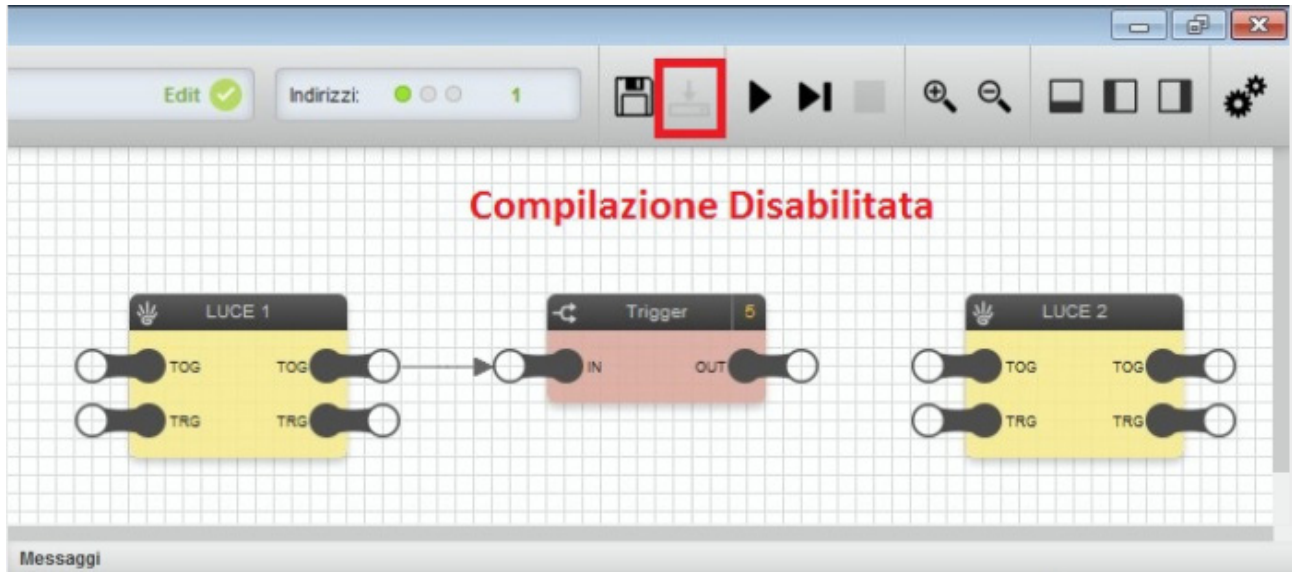 Edit Indirizzi: 1
Compilazione Disabilitata
LUCE 1 Trigger 5 LUCE 2
TOG TOG IN OUT TOG TOG
TRG TRG TRG TRG
Messaggi